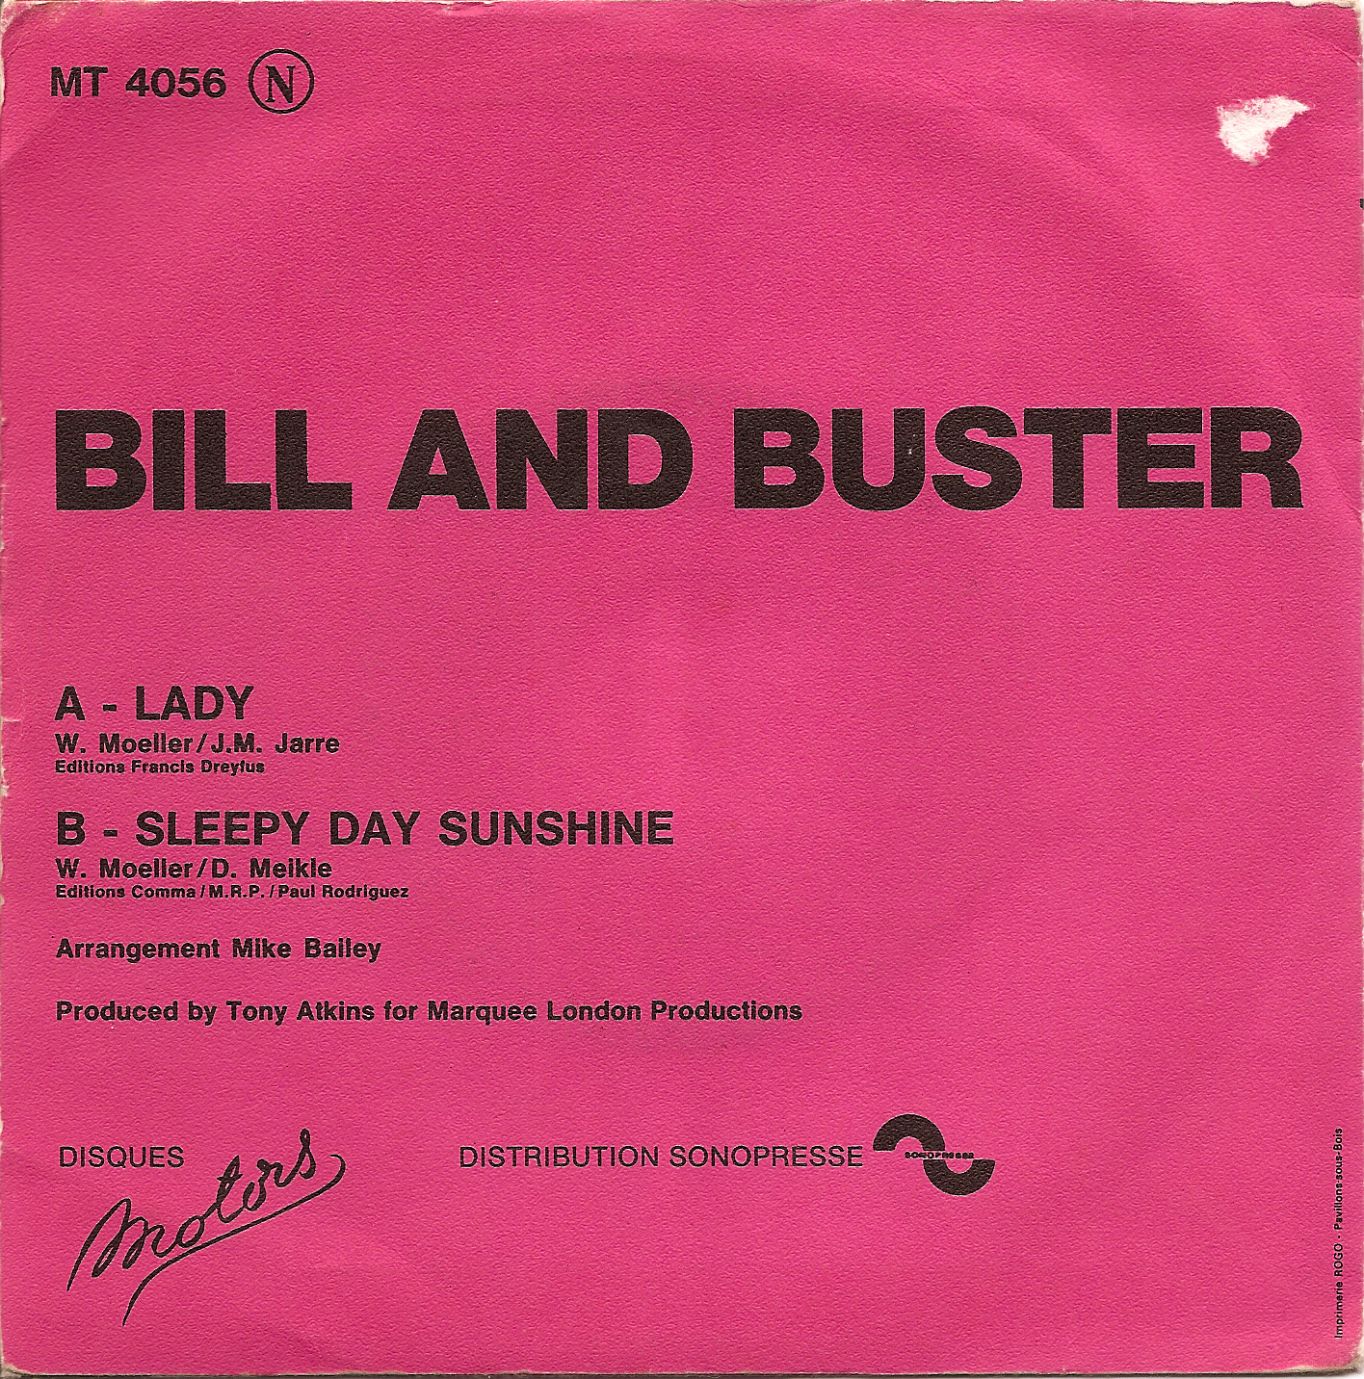 MT 4056 N
BILL AND BUSTER
A - LADY
W. Moeller/J.M. Jarre
Editions Francis Dreyfus
B - SLEEPY DAY SUNSHINE
W. Moeller/D. Meikle
Editions Comma/M.R.P./Paul Rodriguez
Arrangement Mike Bailey
Produced by Tony Atkins for Marquee London Productions
DISQUES
Motors
DISTRIBUTION SONOPRESSE
SONOPRESSE
Imprimerie ROGO - Pavillons-sous-Bois